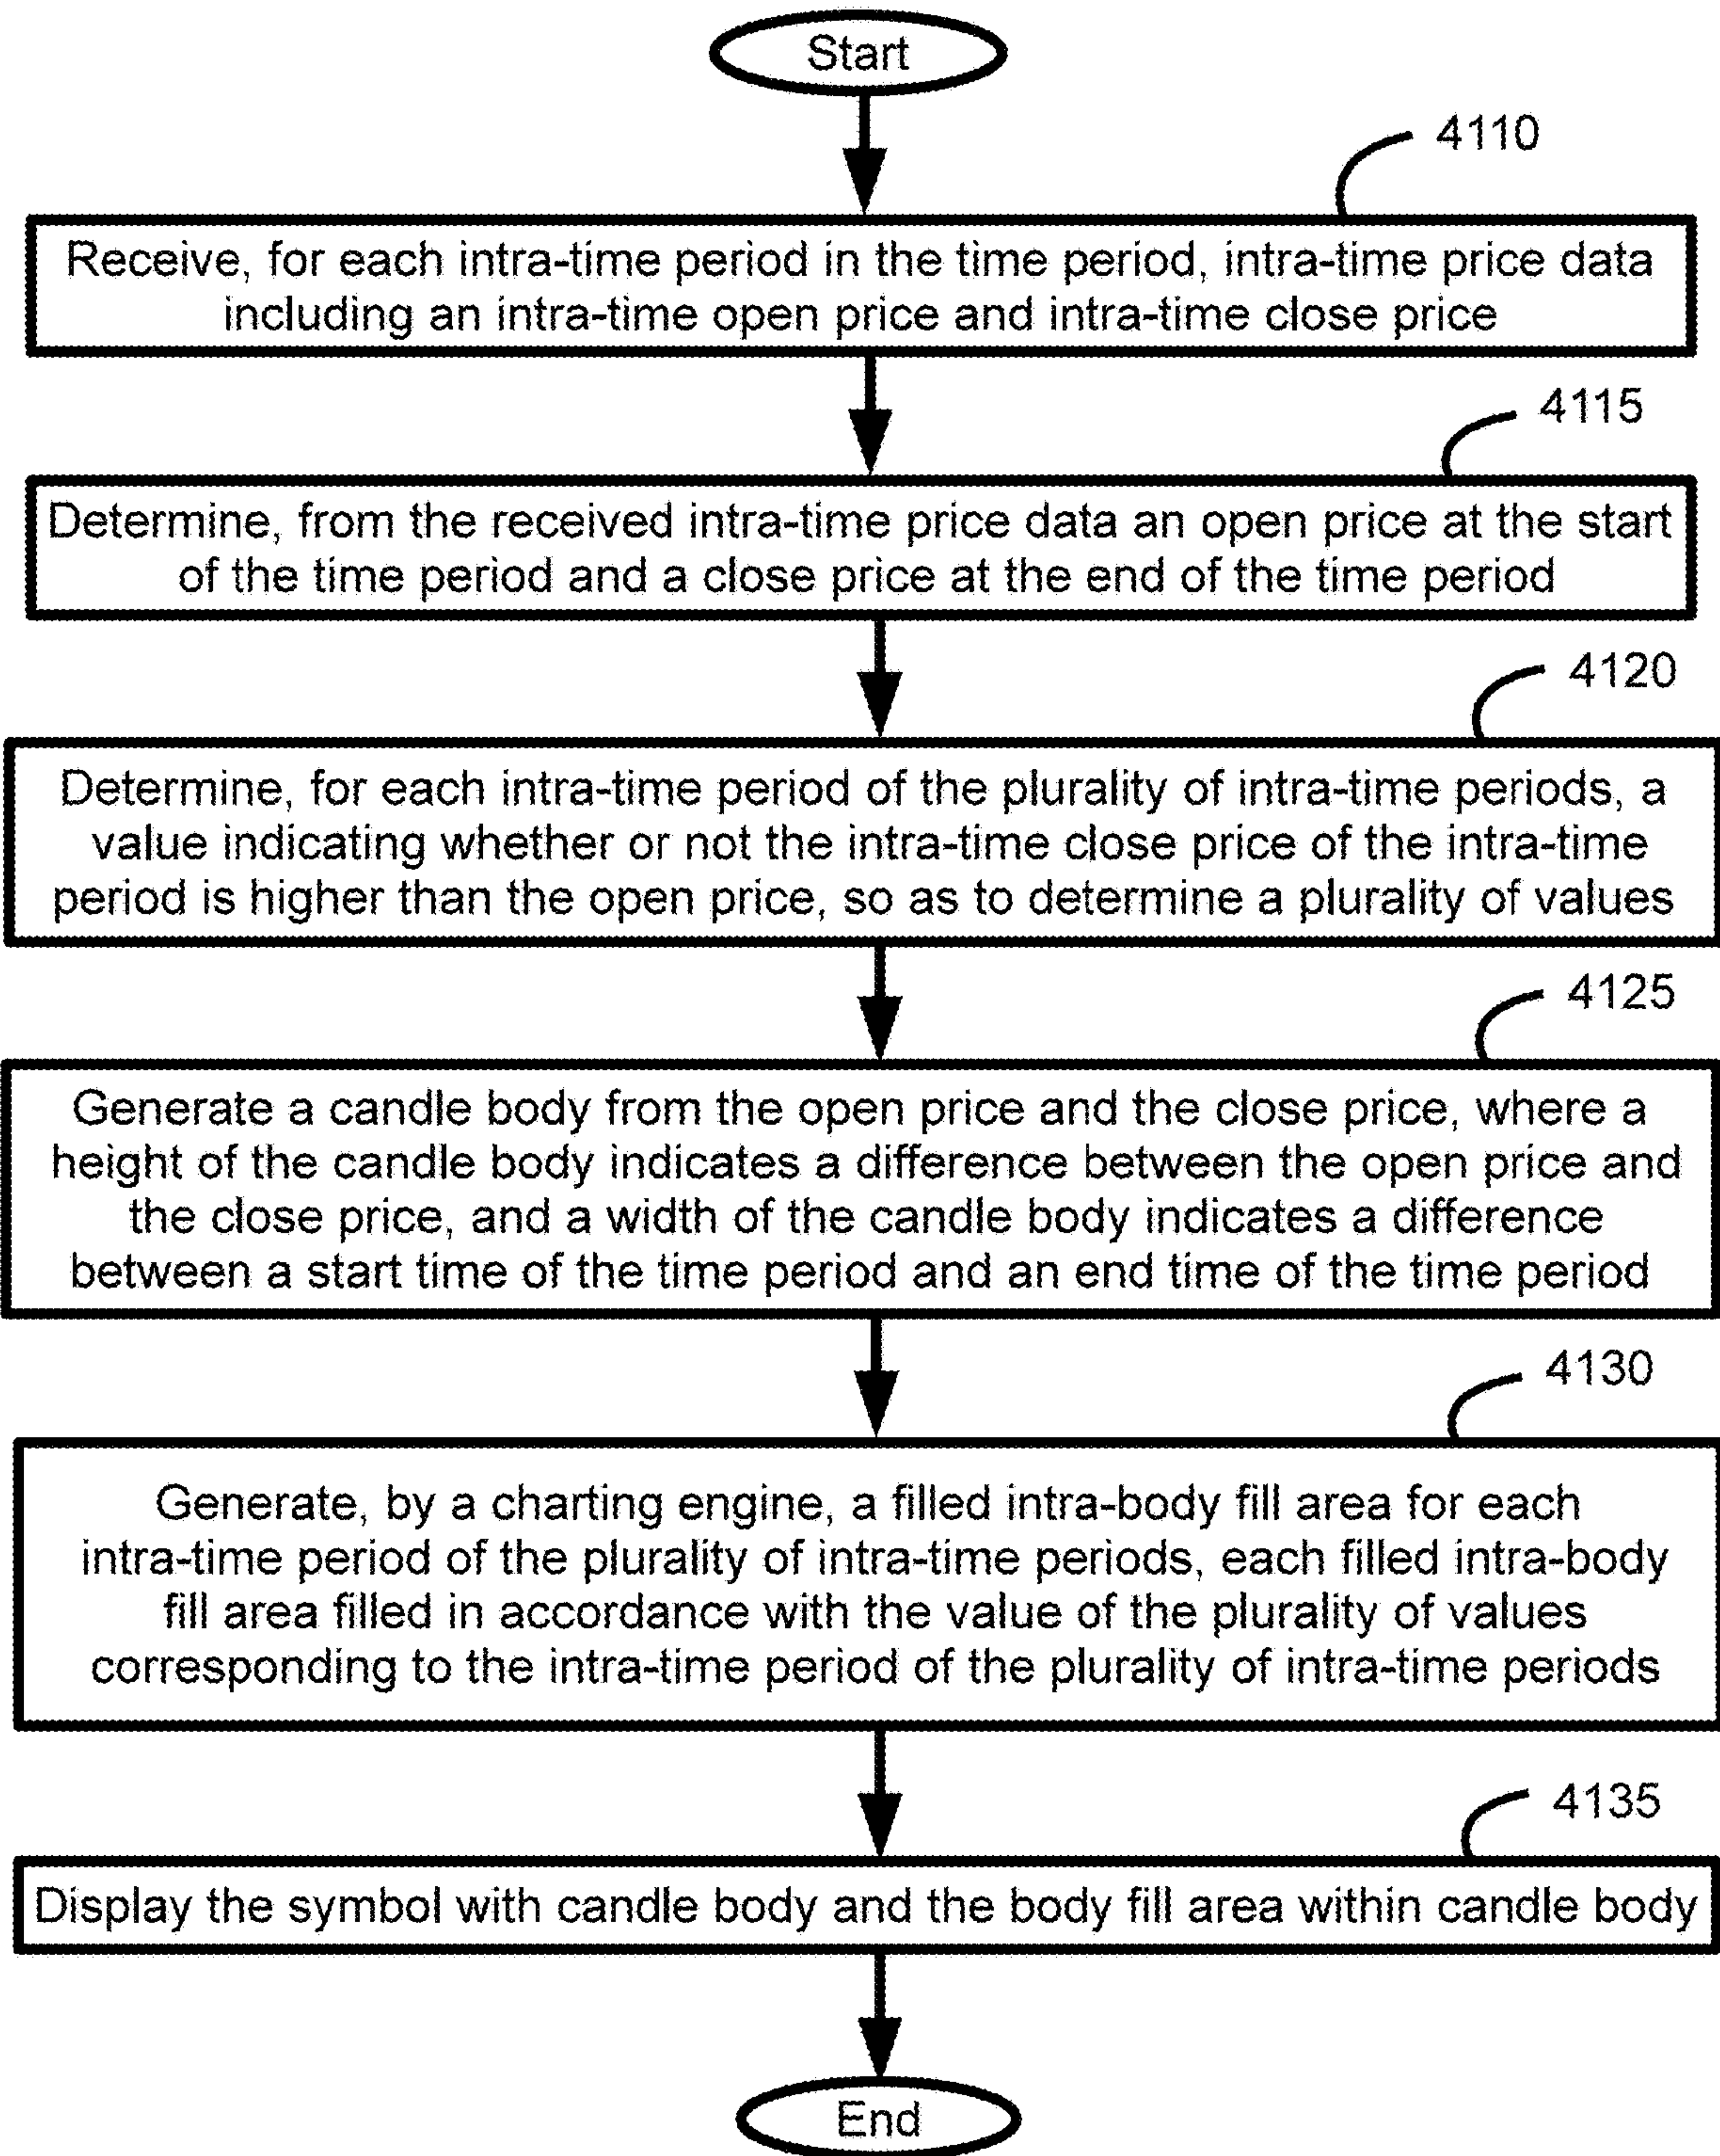 Start
4110
Receive, for each intra-time period in the time period, intra-time price data
including an intra-time open price and intra-time close price
4115
Determine, from the received intra-time price data an open price at the start
of the time period and a close price at the end of the time period
4120
Determine, for each intra-time period of the plurality of intra-time periods, a
value indicating whether or not the intra-time close price of the intra-time
period is higher than the open price, so as to determine a plurality of values
4125
Generate a candle body from the open price and the close price, where a
height of the candle body indicates a difference between the open price and
the close price, and a width of the candle body indicates a difference
between a start time of the time period and an end time of the time period
4130
Generate, by a charting engine, a filled intra-body fill area for each
intra-time period of the plurality of intra-time periods, each filled intra-body
fill area filled in accordance with the value of the plurality of values
corresponding to the intra-time period of the plurality of intra-time periods
4135
Display the symbol with candle body and the body fill area within candle body
End